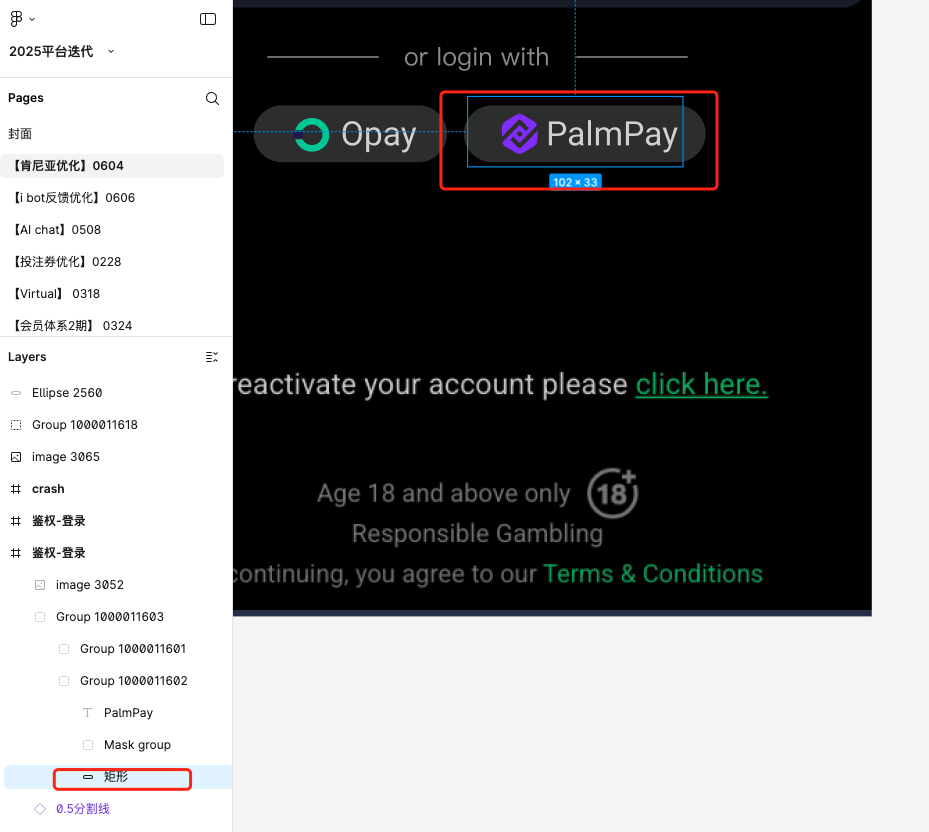 2025平台迭代
Pages
封面
【肯尼亚优化】0604
【i bot反馈优化】0606
【AI chat】0508
【投注券优化】0228
【Virtual】 0318
【会员体系2期】 0324
Layers
Ellipse 2560
Group 1000011618
image 3065
crash
鉴权-登录
鉴权-登录
image 3052
Group 1000011603
Group 1000011601
Group 1000011602
PalmPay
Mask group
矩形
0.5分割线
or login with
Opay
PalmPay
102 × 33
reactivate your account please click here.
Age 18 and above only 18+
Responsible Gambling
continuing, you agree to our Terms & Conditions